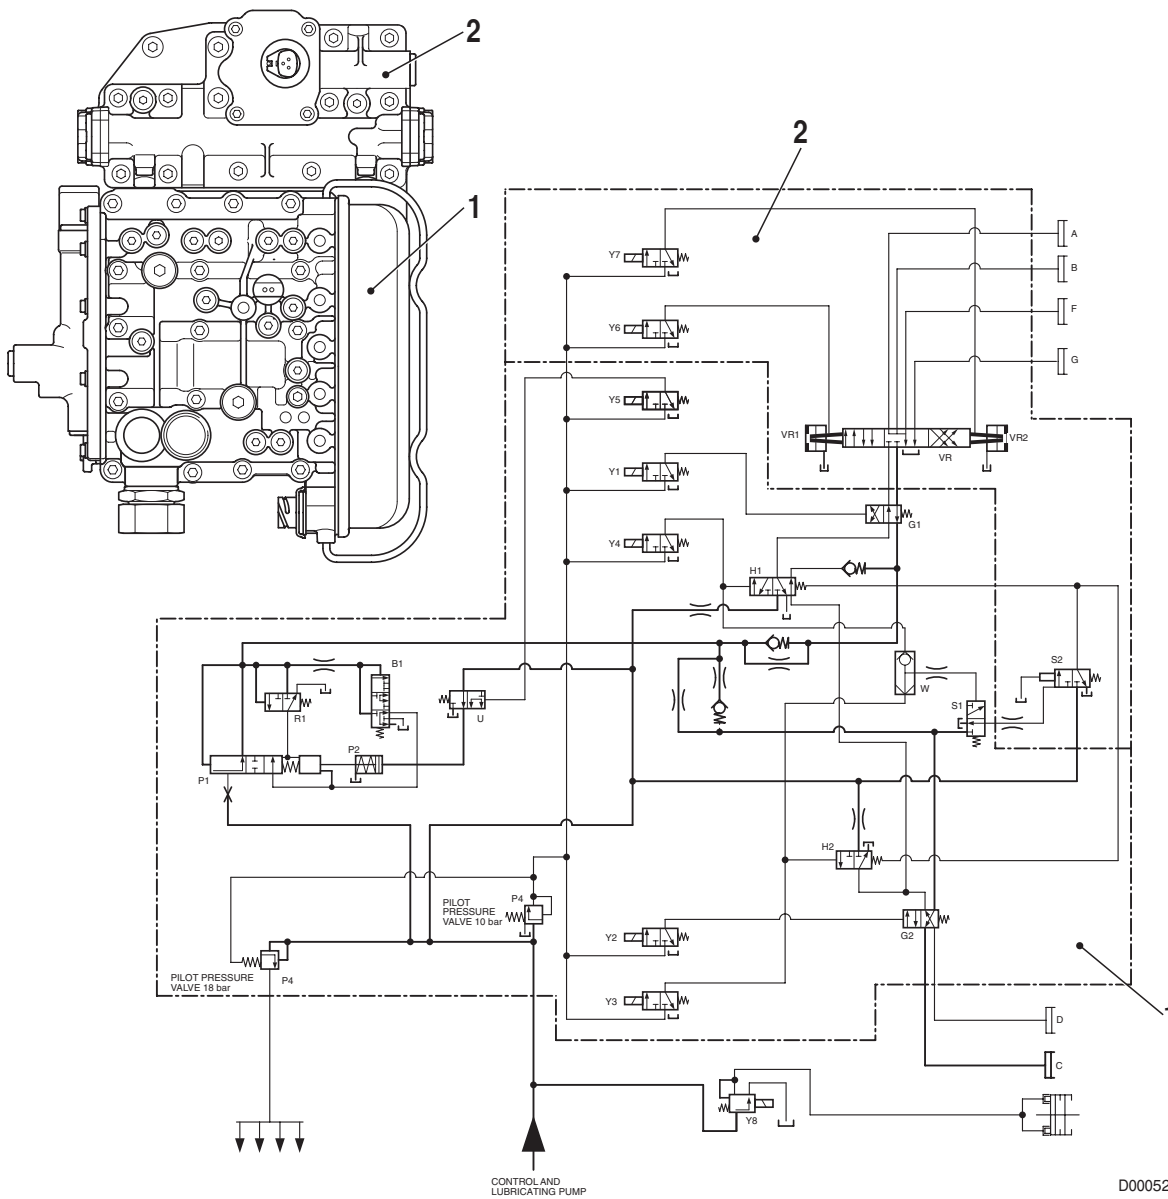 2
1
2
Y7
A
B
Y6
F
G
Y5
VR1
VR2
VR
Y1
G1
Y4
H1
B1
S2
W
S1
R1
U
P2
P1
H2
PILOT
PRESSURE
VALVE 10 bar
P4
G2
Y2
PILOT PRESSURE
VALVE 18 bar
P4
Y3
D
C
Y8
CONTROL AND
LUBRICATING PUMP
D00052